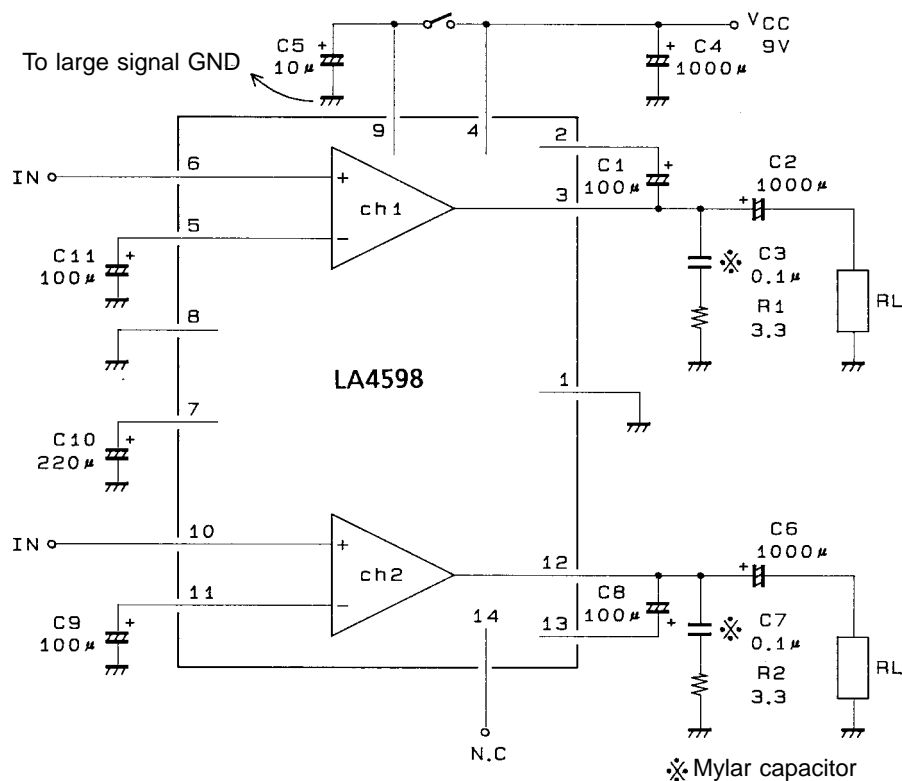 VCC
9V
C5
10μ
C4
1000μ
To large signal GND
9
4
2
6
IN
C1
100μ
C2
1000μ
3
+
ch1
−
5
C11
100μ
※
C3
0.1μ
R1
3.3
RL
8
LA4598
1
7
C10
220μ
10
IN
12
C6
1000μ
+
ch2
−
11
C9
100μ
14
13
C8
100μ
※
C7
0.1μ
R2
3.3
RL
N.C
※ Mylar capacitor